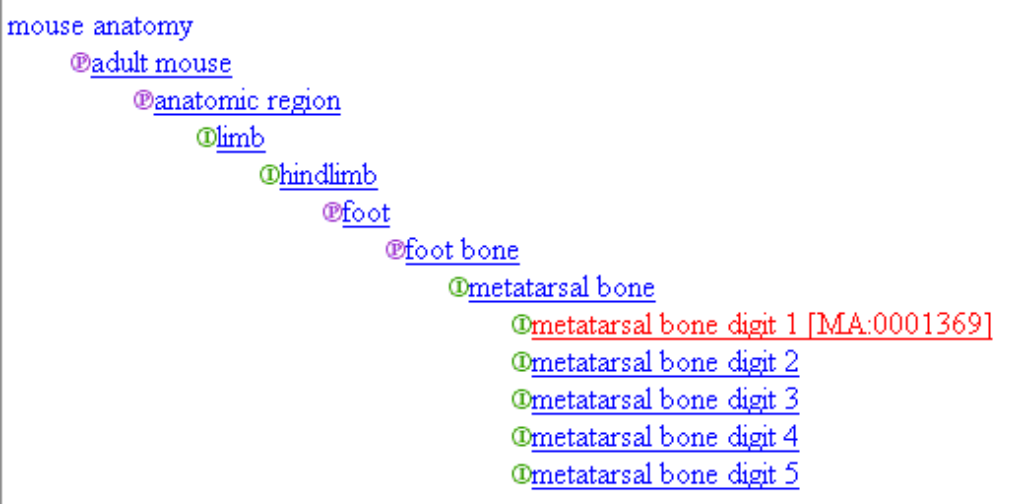 mouse anatomy
Ⓟadult mouse
Ⓟanatomic region
Ⓘlimb
Ⓘhindlimb
Ⓟfoot
Ⓟfoot bone
Ⓘmetatarsal bone
Ⓘmetatarsal bone digit 1 [MA:0001369]
Ⓘmetatarsal bone digit 2
Ⓘmetatarsal bone digit 3
Ⓘmetatarsal bone digit 4
Ⓘmetatarsal bone digit 5